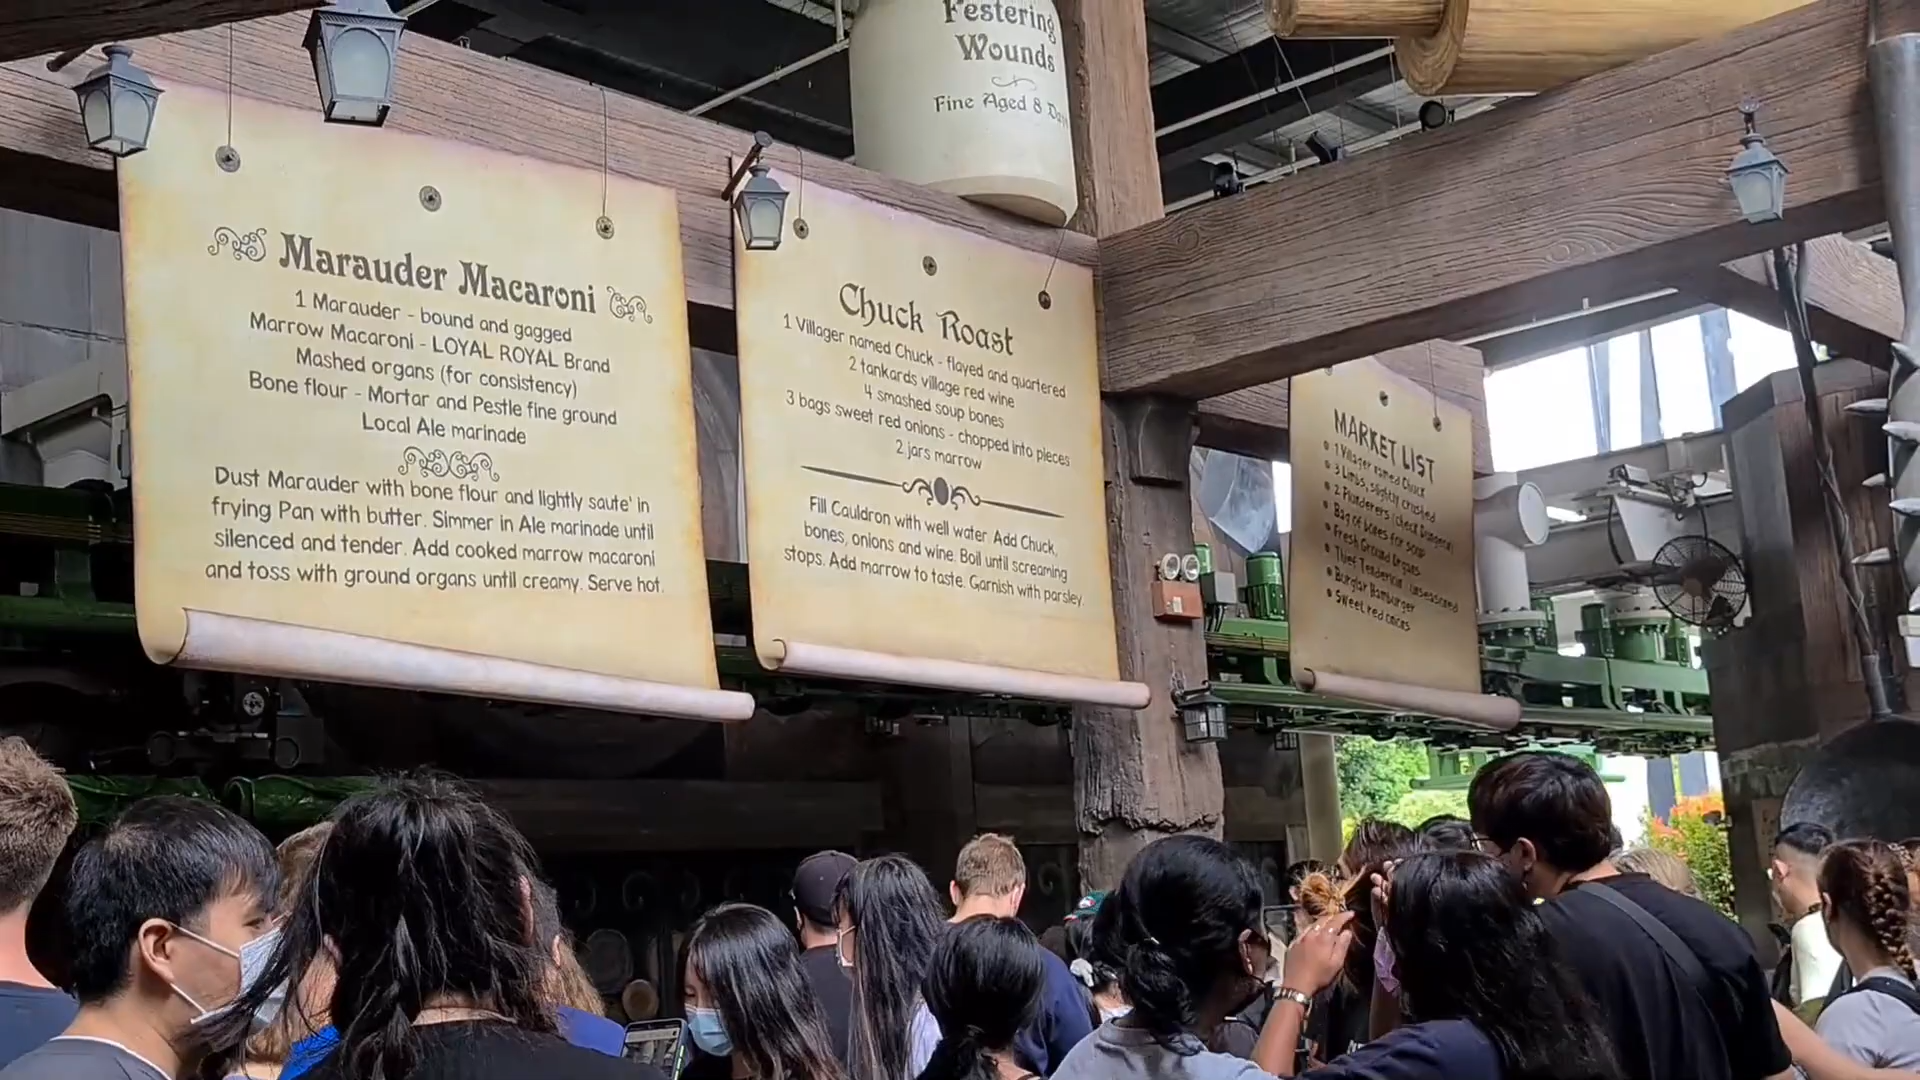 Festering
Wounds
Fine Aged 8 Days
Marauder Macaroni
1 Marauder - bound and gagged
Marrow Macaroni - LOYAL ROYAL Brand
Mashed organs (for consistency)
Bone flour - Mortar and Pestle fine ground
Local Ale marinade
Dust Marauder with bone flour and lightly saute' in
frying Pan with butter. Simmer in Ale marinade until
silenced and tender. Add cooked marrow macaroni
and toss with ground organs until creamy. Serve hot.
Chuck Roast
1 Villager named Chuck - flayed and quartered
2 tankards village red wine
4 smashed soup bones
3 bags sweet red onions - chopped into pieces
2 jars marrow
Fill Cauldron with well water. Add Chuck,
bones, onions and wine. Boil until screaming
stops. Add marrow to taste. Garnish with parsley.
MARKET LIST
• 1 Villager named Chuck
• 3 Limbs, slightly crushed
• 2 Plunderers (check Dungeon)
• Bag of bones for soup
• Fresh Ground Organs
• Thief Tenderloin (unseasoned
• Burglar Hamburger
• Sweet red onions